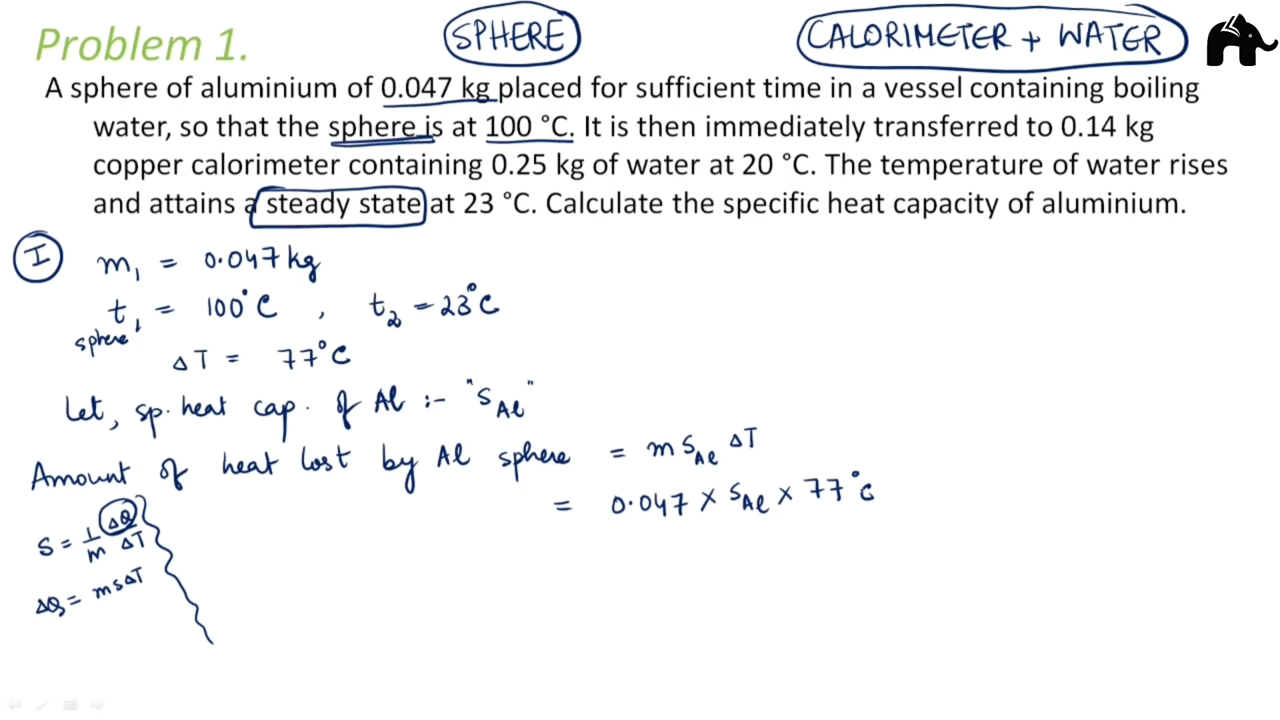 SPHERE
CALORIMETER + WATER
Problem 1.
A sphere of aluminium of 0.047 kg placed for sufficient time in a vessel containing boiling
water, so that the sphere is at 100 °C. It is then immediately transferred to 0.14 kg
copper calorimeter containing 0.25 kg of water at 20 °C. The temperature of water rises
and attains a steady state at 23 °C. Calculate the specific heat capacity of aluminium.
I m₁ = 0.047 kg
t₁ = 100°C , t₂ = 23°C
sphere
ΔT = 77°C
Let, sp. heat cap. of Al :- "S_Al"
Amount of heat lost by Al sphere = m S_Al ΔT
= 0.047 × S_Al × 77°C
S = 1/m ΔQ/ΔT
ΔQ = m s ΔT